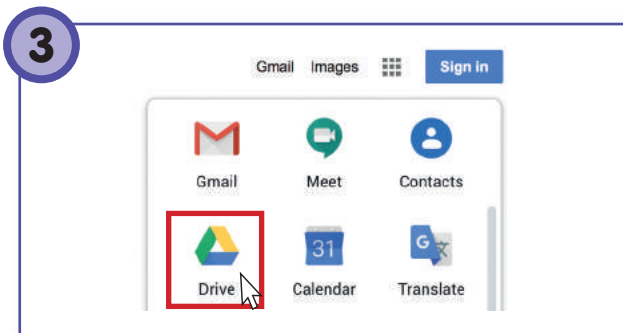 3
Gmail Images Sign in
Gmail Meet Contacts
31 G
Drive Calendar Translate